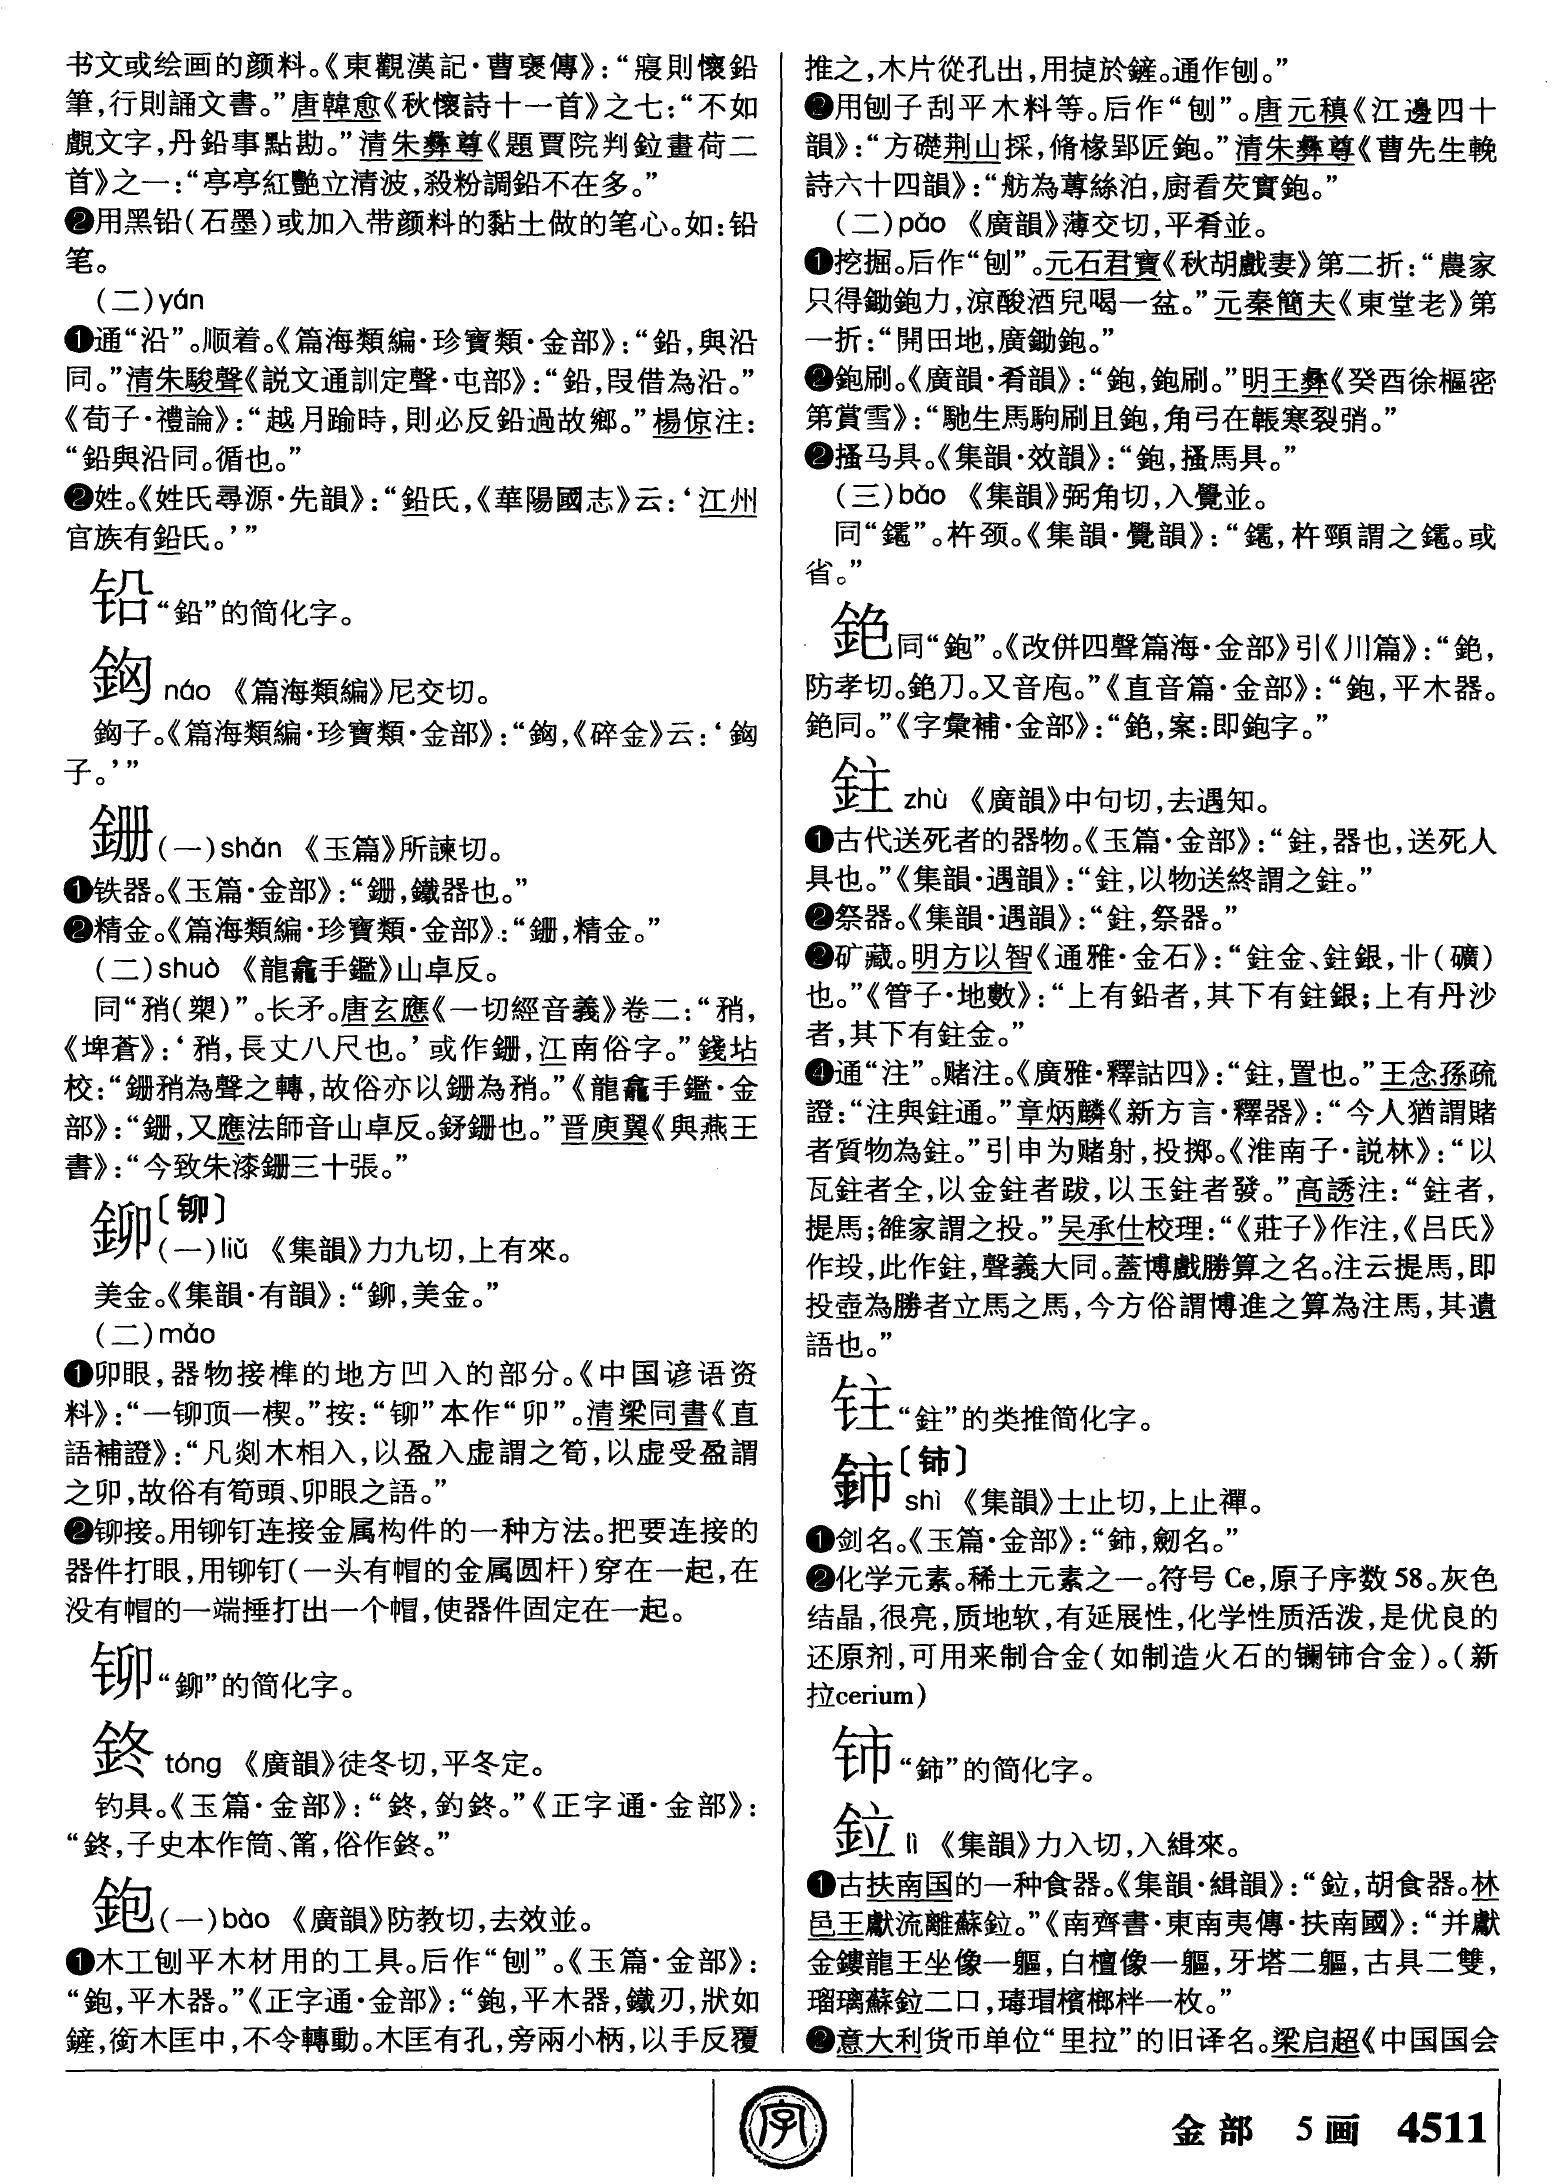 书文或绘画的颜料。《東觀漢記·曹褒傳》：“寢則懷鉛
筆，行則誦文書。”唐韓愈《秋懷詩十一首》之七：“不如
覷文字，丹鉛事點勘。”清朱彝尊《題賈院判鉝畫荷二
首》之一：“亭亭紅艷立清波，殺粉調鉛不在多。”
❷用黑铅（石墨）或加入带颜料的黏土做的笔心。如：铅
笔。
（二）yán
❶通“沿”。顺着。《篇海類編·珍寶類·金部》：“鉛，與沿
同。”清朱駿聲《説文通訓定聲·屯部》：“鉛，叚借為沿。”
《荀子·禮論》：“越月踰時，則必反鉛過故鄉。”楊倞注：
“鉛與沿同。循也。”
❷姓。《姓氏尋源·先韻》：“鉛氏，《華陽國志》云：‘江州
官族有鉛氏。’”
铅“鉛”的简化字。
鉤 náo 《篇海類編》尼交切。
子。《篇海類編·珍寶類·金部》：“，《碎金》云：‘
子。’”
鉶（一）shǎn 《玉篇》所諫切。
❶铁器。《玉篇·金部》：“銏，鐵器也。”
❷精金。《篇海類編·珍寶類·金部》：“銏，精金。”
（二）shuò 《龍龕手鑑》山卓反。
同“矟（槊）”。长矛。唐玄應《一切經音義》卷二：“矟，
《埤蒼》：‘矟，長丈八尺也。’或作銏，江南俗字。”錢坫
校：“銏矟為聲之轉，故俗亦以銏為矟。”《龍龕手鑑·金
部》：“銏，又應法師音山卓反。銏也。”晋庾翼《與燕王
書》：“今致朱漆銏三十張。”
鉚〔铆〕
（一）liǔ 《集韻》力九切，上有來。
美金。《集韻·有韻》：“鉚，美金。”
（二）mǎo
❶卯眼，器物接榫的地方凹入的部分。《中国谚语资
料》：“一铆顶一楔。”按：“铆”本作“卯”。清梁同書《直
語補證》：“凡剡木相入，以盈入虚謂之筍，以虚受盈謂
之卯，故俗有筍頭、卯眼之語。”
❷铆接。用铆钉连接金属构件的一种方法。把要连接的
器件打眼，用铆钉（一头有帽的金属圆杆）穿在一起，在
没有帽的一端捶打出一个帽，使器件固定在一起。
铆“鉚”的简化字。
鉖 tóng 《廣韻》徒冬切，平冬定。
钓具。《玉篇·金部》：“鉖，釣鉖。”《正字通·金部》：
“鉖，子史本作筒、筩，俗作鉖。”
鉋（一）bào 《廣韻》防教切，去效並。
❶木工刨平木材用的工具。后作“刨”。《玉篇·金部》：
“鉋，平木器。”《正字通·金部》：“鉋，平木器，鐵刃，狀如
鏟，銜木匡中，不令轉動。木匡有孔，旁兩小柄，以手反覆
推之，木片從孔出，用捷於鏟。通作刨。”
❷用刨子刮平木料等。后作“刨”。唐元稹《江邊四十
韻》：“方礎荆山採，脩椽郢匠鉋。”清朱彝尊《曹先生輓
詩六十四韻》：“舫為蓴絲泊，廚看芡實鉋。”
（二）páo 《廣韻》薄交切，平肴並。
❶挖掘。后作“刨”。元石君寶《秋胡戲妻》第二折：“農家
只得鋤鉋力，涼酸酒兒喝一盆。”元秦簡夫《東堂老》第
一折：“開田地，廣鋤鉋。”
❷鉋刷。《廣韻·肴韻》：“鉋，鉋刷。”明王彝《癸酉徐樞密
第賞雪》：“馳生馬駒刷且鉋，角弓在韔寒裂弰。”
❷搔马具。《集韻·效韻》：“鉋，搔馬具。”
（三）bǎo 《集韻》弼角切，入覺並。
同“”。杵颈。《集韻·覺韻》：“，杵頸謂之。或
省。”
銫同“鉋”。《改併四聲篇海·金部》引《川篇》：“銫，
防孝切。銫刀。又音庖。”《直音篇·金部》：“鉋，平木器。
銫同。”《字彙補·金部》：“銫，案：即鉋字。”
鉒 zhù 《廣韻》中句切，去遇知。
❶古代送死者的器物。《玉篇·金部》：“鉒，器也，送死人
具也。”《集韻·遇韻》：“鉒，以物送終謂之鉒。”
❷祭器。《集韻·遇韻》：“鉒，祭器。”
❷矿藏。明方以智《通雅·金石》：“鉒金、鉒銀，卝（礦）
也。”《管子·地數》：“上有鉛者，其下有鉒銀；上有丹沙
者，其下有鉒金。”
❹通“注”。赌注。《廣雅·釋詁四》：“鉒，置也。”王念孫疏
證：“注與鉒通。”章炳麟《新方言·釋器》：“今人猶謂賭
者質物為鉒。”引申为赌射，投掷。《淮南子·説林》：“以
瓦鉒者全，以金鉒者跋，以玉鉒者發。”高誘注：“鉒者，
提馬；雒家謂之投。”吴承仕校理：“《莊子》作注，《吕氏》
作殶，此作鉒，聲義大同。蓋博戲勝算之名。注云提馬，即
投壺為勝者立馬之馬，今方俗謂博進之算為注馬，其遺
語也。”
钅主“鉒”的类推简化字。
鈰〔铈〕
shì 《集韻》士止切，上止禪。
❶剑名。《玉篇·金部》：“鈰，劒名。”
❷化学元素。稀土元素之一。符号 Ce，原子序数 58。灰色
结晶，很亮，质地软，有延展性，化学性质活泼，是优良的
还原剂，可用来制合金（如制造火石的镧铈合金）。（新
拉cerium）
铈“鈰”的简化字。
鉝 lì 《集韻》力入切，入緝來。
❶古扶南国的一种食器。《集韻·緝韻》：“鉝，胡食器。林
邑王獻流離蘇鉝。”《南齊書·東南夷傳·扶南國》：“并獻
金鏤龍王坐像一軀，白檀像一軀，牙塔二軀，古貝二雙，
瑠璃蘇鉝二口，瑇瑁檳榔柈一枚。”
❷意大利货币单位“里拉”的旧译名。梁启超《中国国会
字
金部 5画 4511